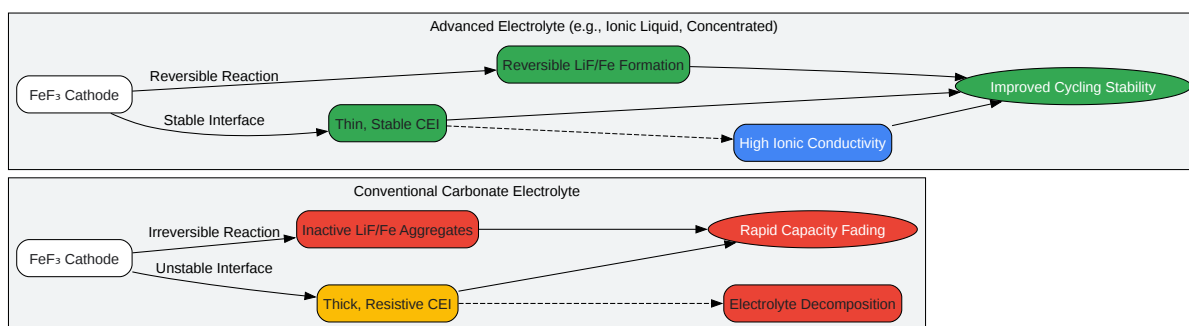 Advanced Electrolyte (e.g., Ionic Liquid, Concentrated)
FeF₃ Cathode
Reversible Reaction
Reversible LiF/Fe Formation
Improved Cycling Stability
Stable Interface
Thin, Stable CEI
High Ionic Conductivity
Conventional Carbonate Electrolyte
FeF₃ Cathode
Irreversible Reaction
Inactive LiF/Fe Aggregates
Rapid Capacity Fading
Unstable Interface
Thick, Resistive CEI
Electrolyte Decomposition